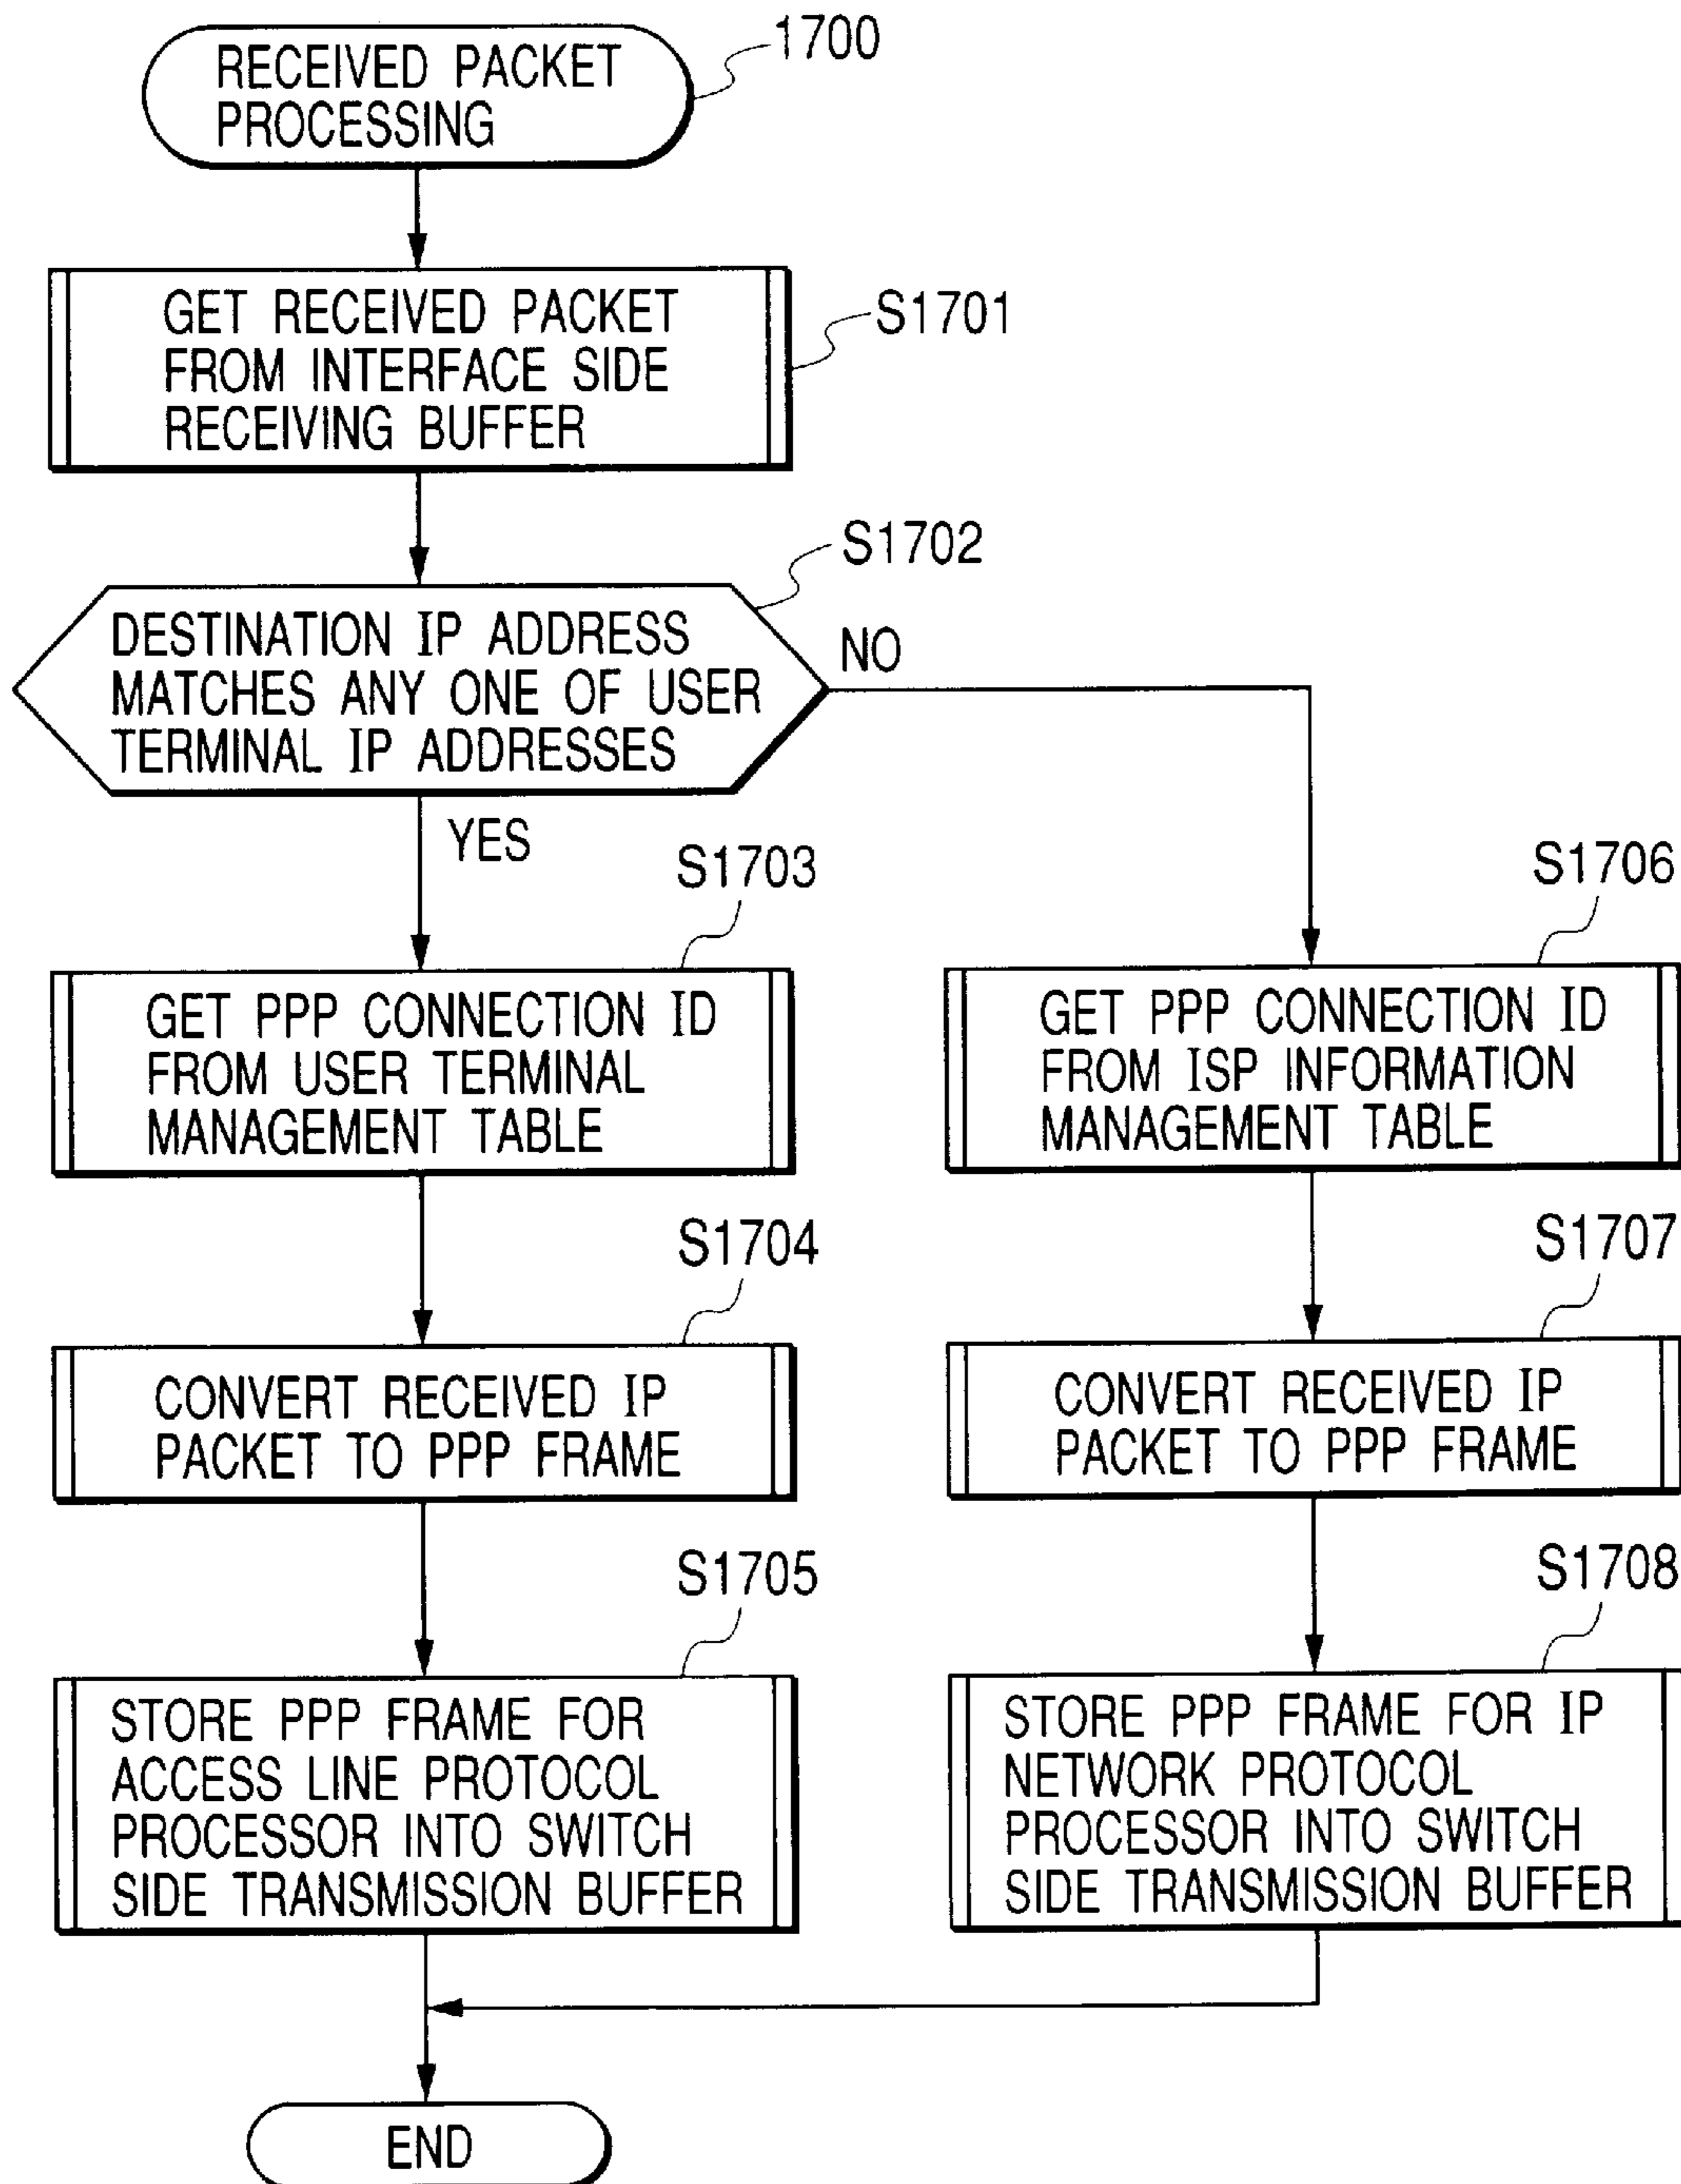 RECEIVED PACKET
PROCESSING
1700
GET RECEIVED PACKET
FROM INTERFACE SIDE
RECEIVING BUFFER
S1701
S1702
DESTINATION IP ADDRESS
MATCHES ANY ONE OF USER
TERMINAL IP ADDRESSES
NO
YES
S1703
GET PPP CONNECTION ID
FROM USER TERMINAL
MANAGEMENT TABLE
S1704
CONVERT RECEIVED IP
PACKET TO PPP FRAME
S1705
STORE PPP FRAME FOR
ACCESS LINE PROTOCOL
PROCESSOR INTO SWITCH
SIDE TRANSMISSION BUFFER
S1706
GET PPP CONNECTION ID
FROM ISP INFORMATION
MANAGEMENT TABLE
S1707
CONVERT RECEIVED IP
PACKET TO PPP FRAME
S1708
STORE PPP FRAME FOR IP
NETWORK PROTOCOL
PROCESSOR INTO SWITCH
SIDE TRANSMISSION BUFFER
END